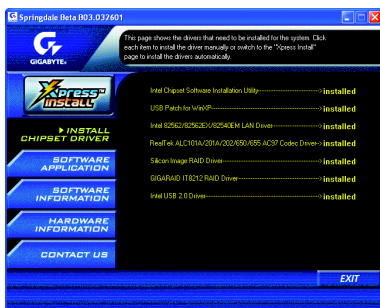 Springdale Beta B03.032601
GIGABYTE
This page shows the drivers that need to be installed for the system. Click
each item to install the driver manually or switch to the "Xpress Install"
page to install the drivers automatically.
Xpress™
INSTALL
INSTALL
CHIPSET DRIVER
SOFTWARE
APPLICATION
SOFTWARE
INFORMATION
HARDWARE
INFORMATION
CONTACT US
Intel Chipset Software Installation Utility-->installed
USB Patch for WinXP-->installed
Intel 82562/82562EX/82540EM LAN Driver-->installed
RealTek ALC101A/201A/202/650/655 AC97 Codec Driver->installed
Silicon Image RAID Driver-->installed
GIGARAID IT8212 RAID Driver-->installed
Intel USB 2.0 Driver-->installed
EXIT